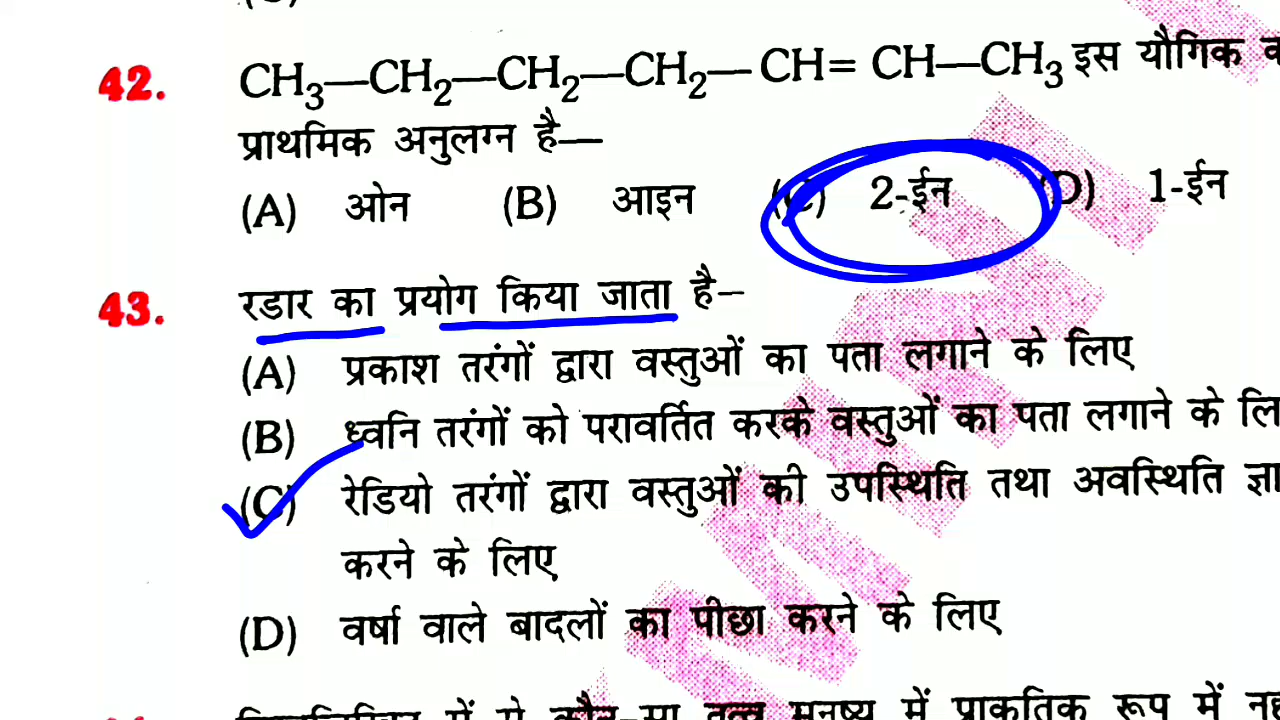 42. CH₃—CH₂—CH₂—CH₂—CH=CH—CH₃ इस यौगिक
प्राथमिक अनुलग्न है—
(A) ओन (B) आइन (C) 2-ईन (D) 1-ईन
43. रडार का प्रयोग किया जाता है—
(A) प्रकाश तरंगों द्वारा वस्तुओं का पता लगाने के लिए
(B) ध्वनि तरंगों को परावर्तित करके वस्तुओं का पता लगाने के
(C) रेडियो तरंगों द्वारा वस्तुओं की उपस्थिति तथा अवस्थिति
करने के लिए
(D) वर्षा वाले बादलों का पीछा करने के लिए
में से कौन-सा तत्व मनुष्य में प्राकृतिक रूप में